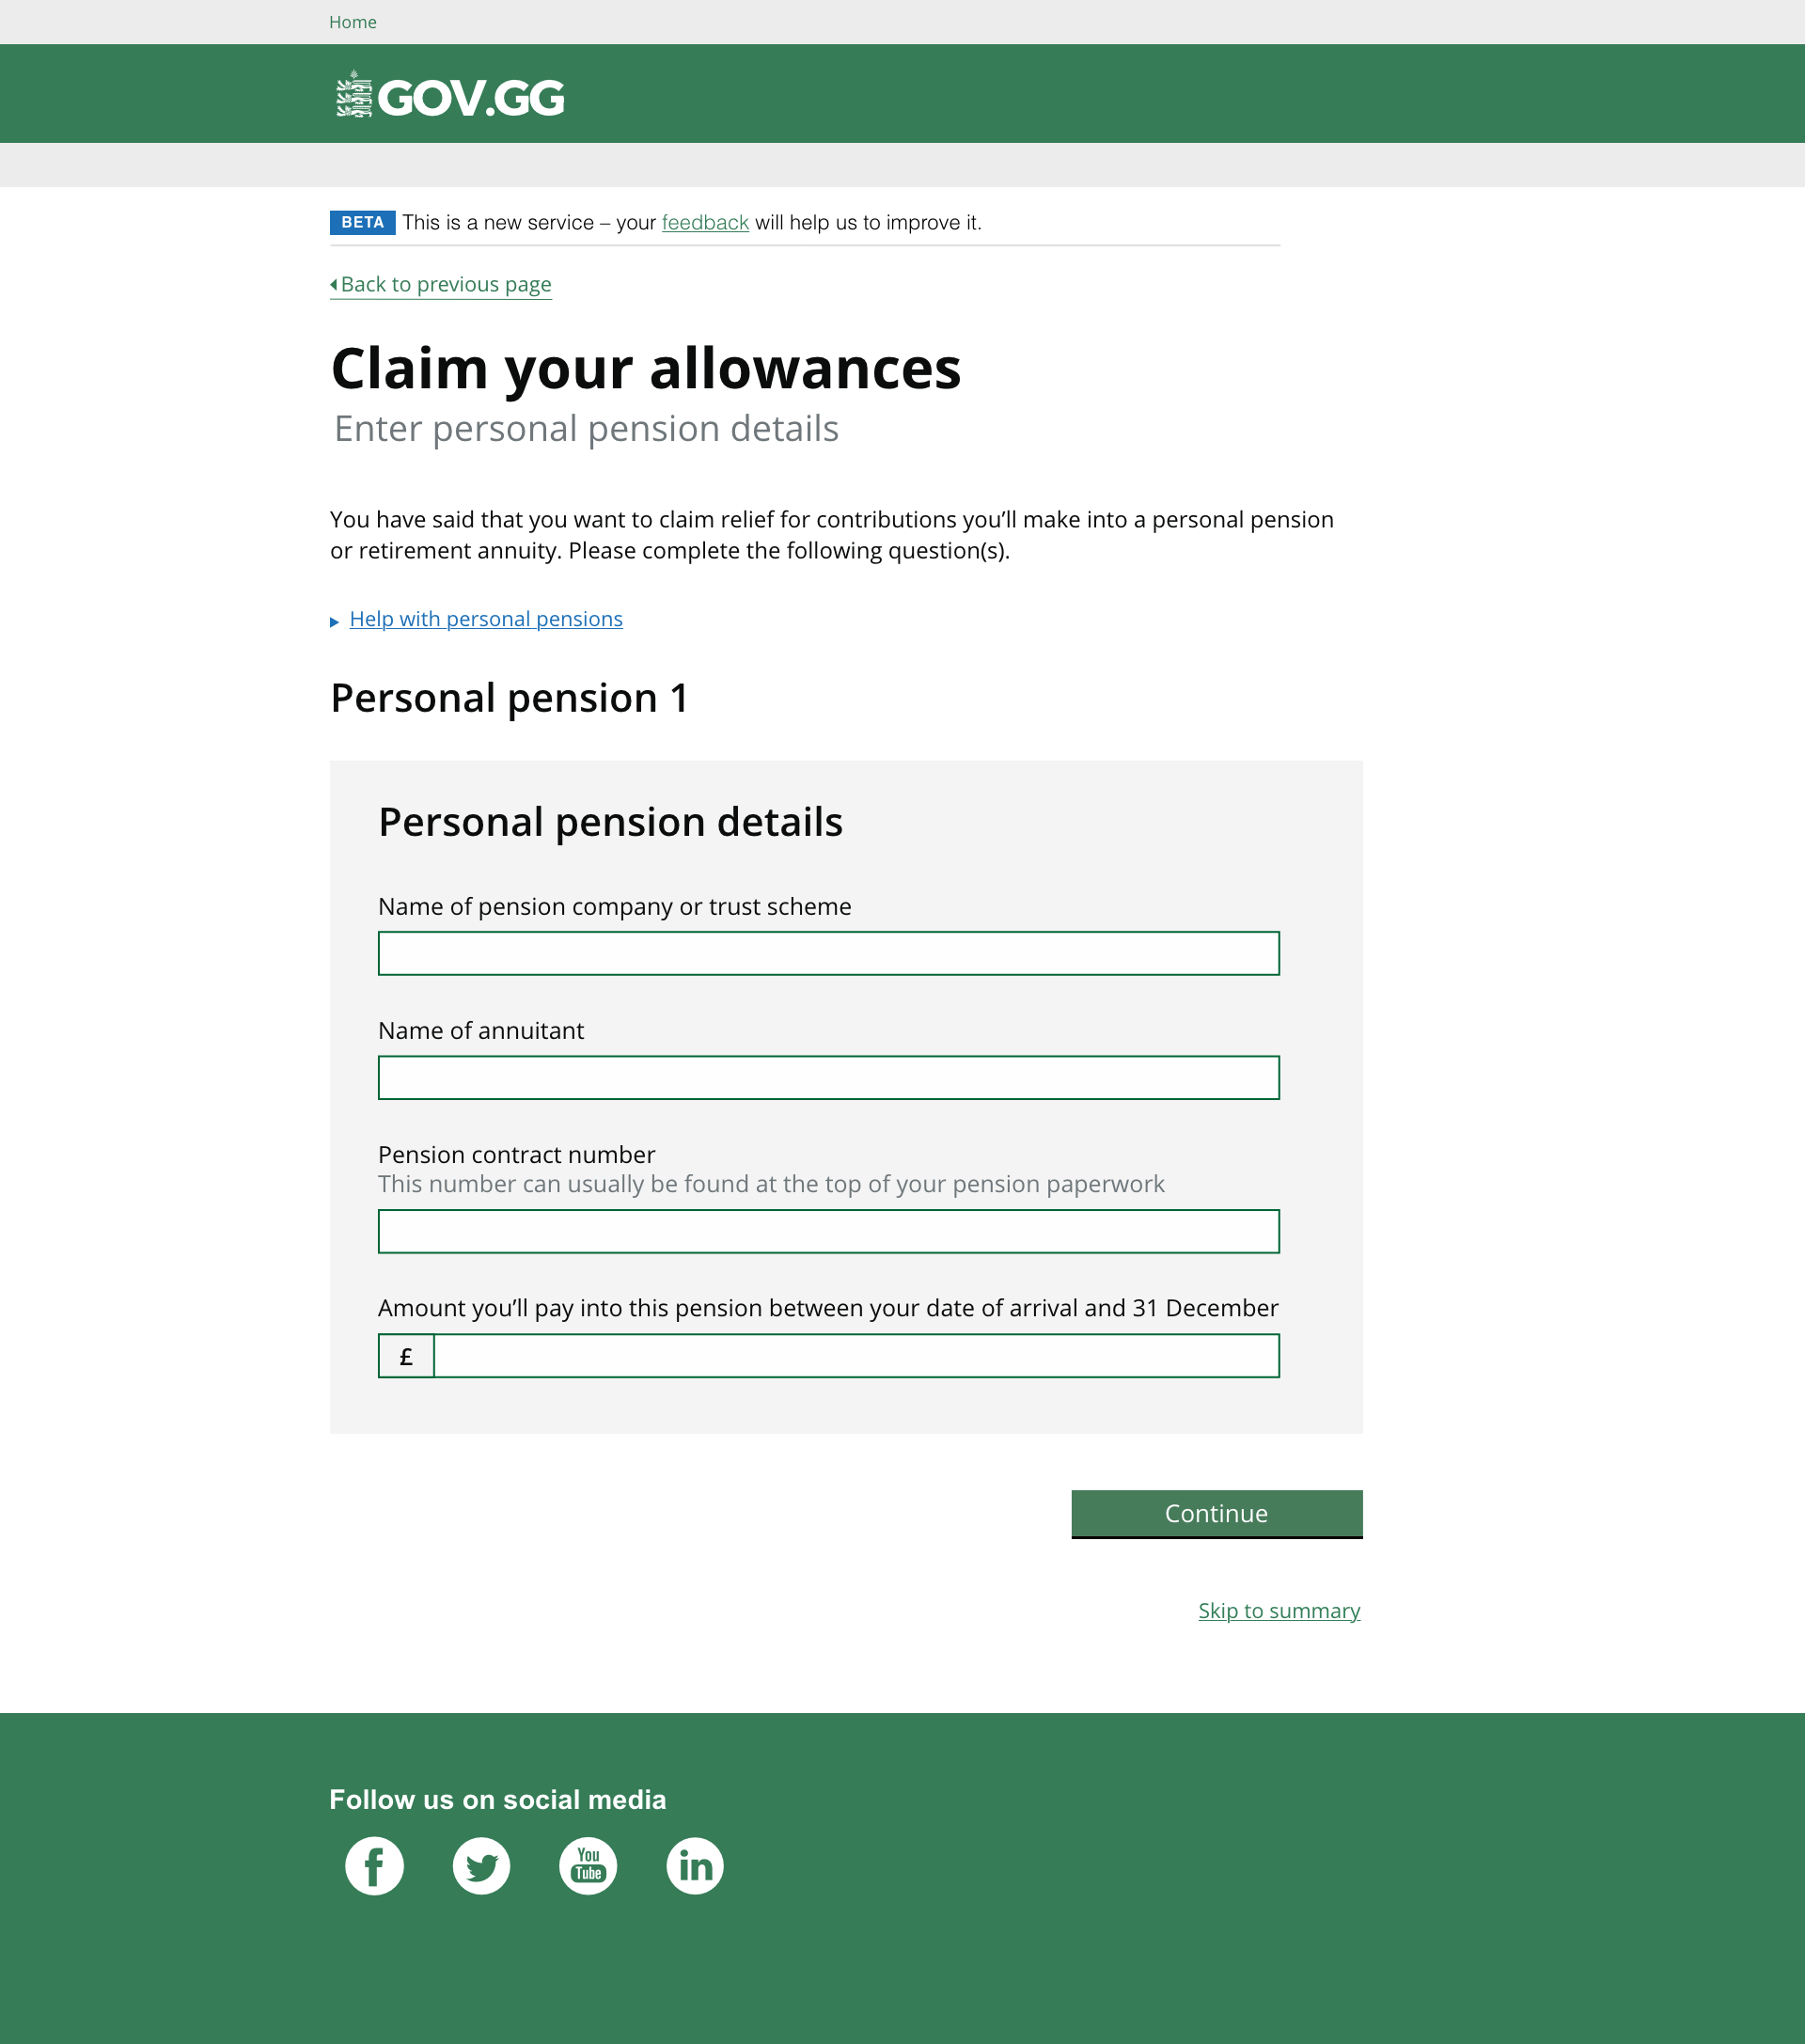 Home
GOV.GG
BETA This is a new service – your feedback will help us to improve it.
Back to previous page
Claim your allowances
Enter personal pension details
You have said that you want to claim relief for contributions you’ll make into a personal pension
or retirement annuity. Please complete the following question(s).
Help with personal pensions
Personal pension 1
Personal pension details
Name of pension company or trust scheme
Name of annuitant
Pension contract number
This number can usually be found at the top of your pension paperwork
Amount you’ll pay into this pension between your date of arrival and 31 December
£
Continue
Skip to summary
Follow us on social media
f
You
Tube
in